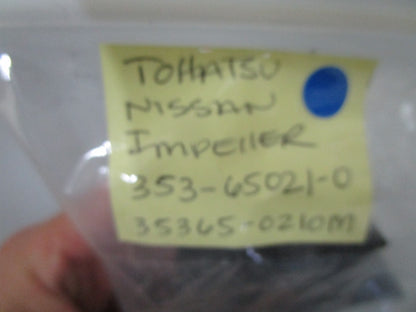 TOHATSU
NISSAN
IMPELLER
353-65021-0
35365-0210M